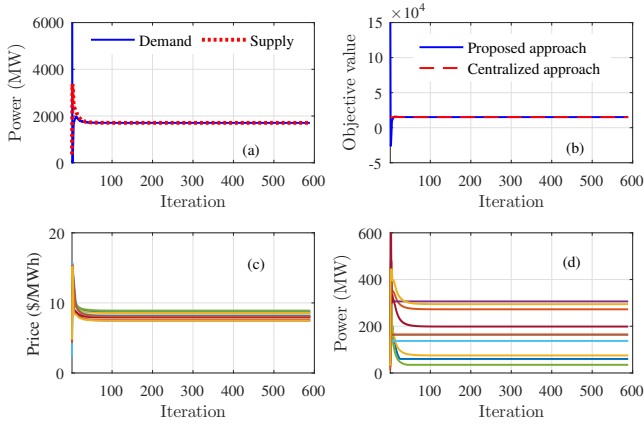 Power (MW)
6000
4000
2000
0
Demand
Supply
(a)
100 200 300 400 500 600
Iteration
×10⁴
Objective value
15
10
5
0
-5
Proposed approach
Centralized approach
(b)
100 200 300 400 500 600
Iteration
Price ($/MWh)
20
10
0
(c)
100 200 300 400 500 600
Iteration
Power (MW)
600
400
200
0
(d)
100 200 300 400 500 600
Iteration